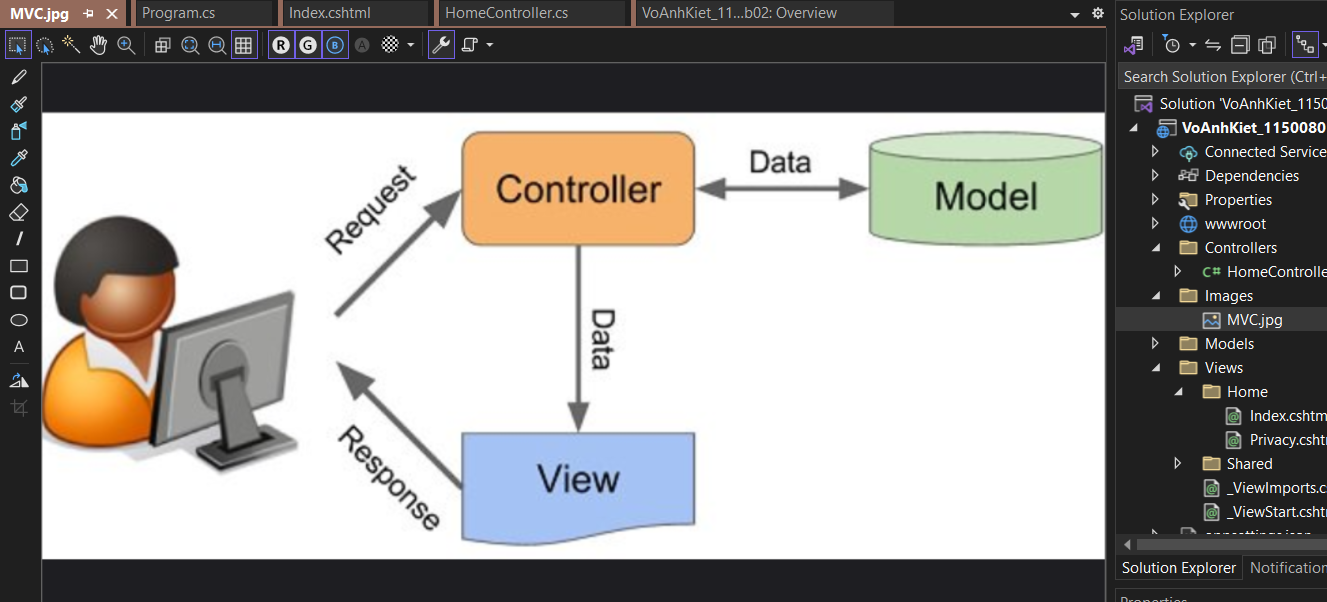 MVC.jpg
Program.cs
Index.cshtml
HomeController.cs
VoAnhKiet_11...b02: Overview
Solution Explorer
R G B A
Search Solution Explorer (Ctrl+
A
Request
Controller
Data
Model
Data
Response
View
Solution 'VoAnhKiet_1150
VoAnhKiet_1150080
Connected Service
Dependencies
Properties
wwwroot
Controllers
C# HomeControlle
Images
MVC.jpg
Models
Views
Home
Index.cshtm
Privacy.csht
Shared
_ViewImports.c
_ViewStart.csht
Solution Explorer
Notification
Properties